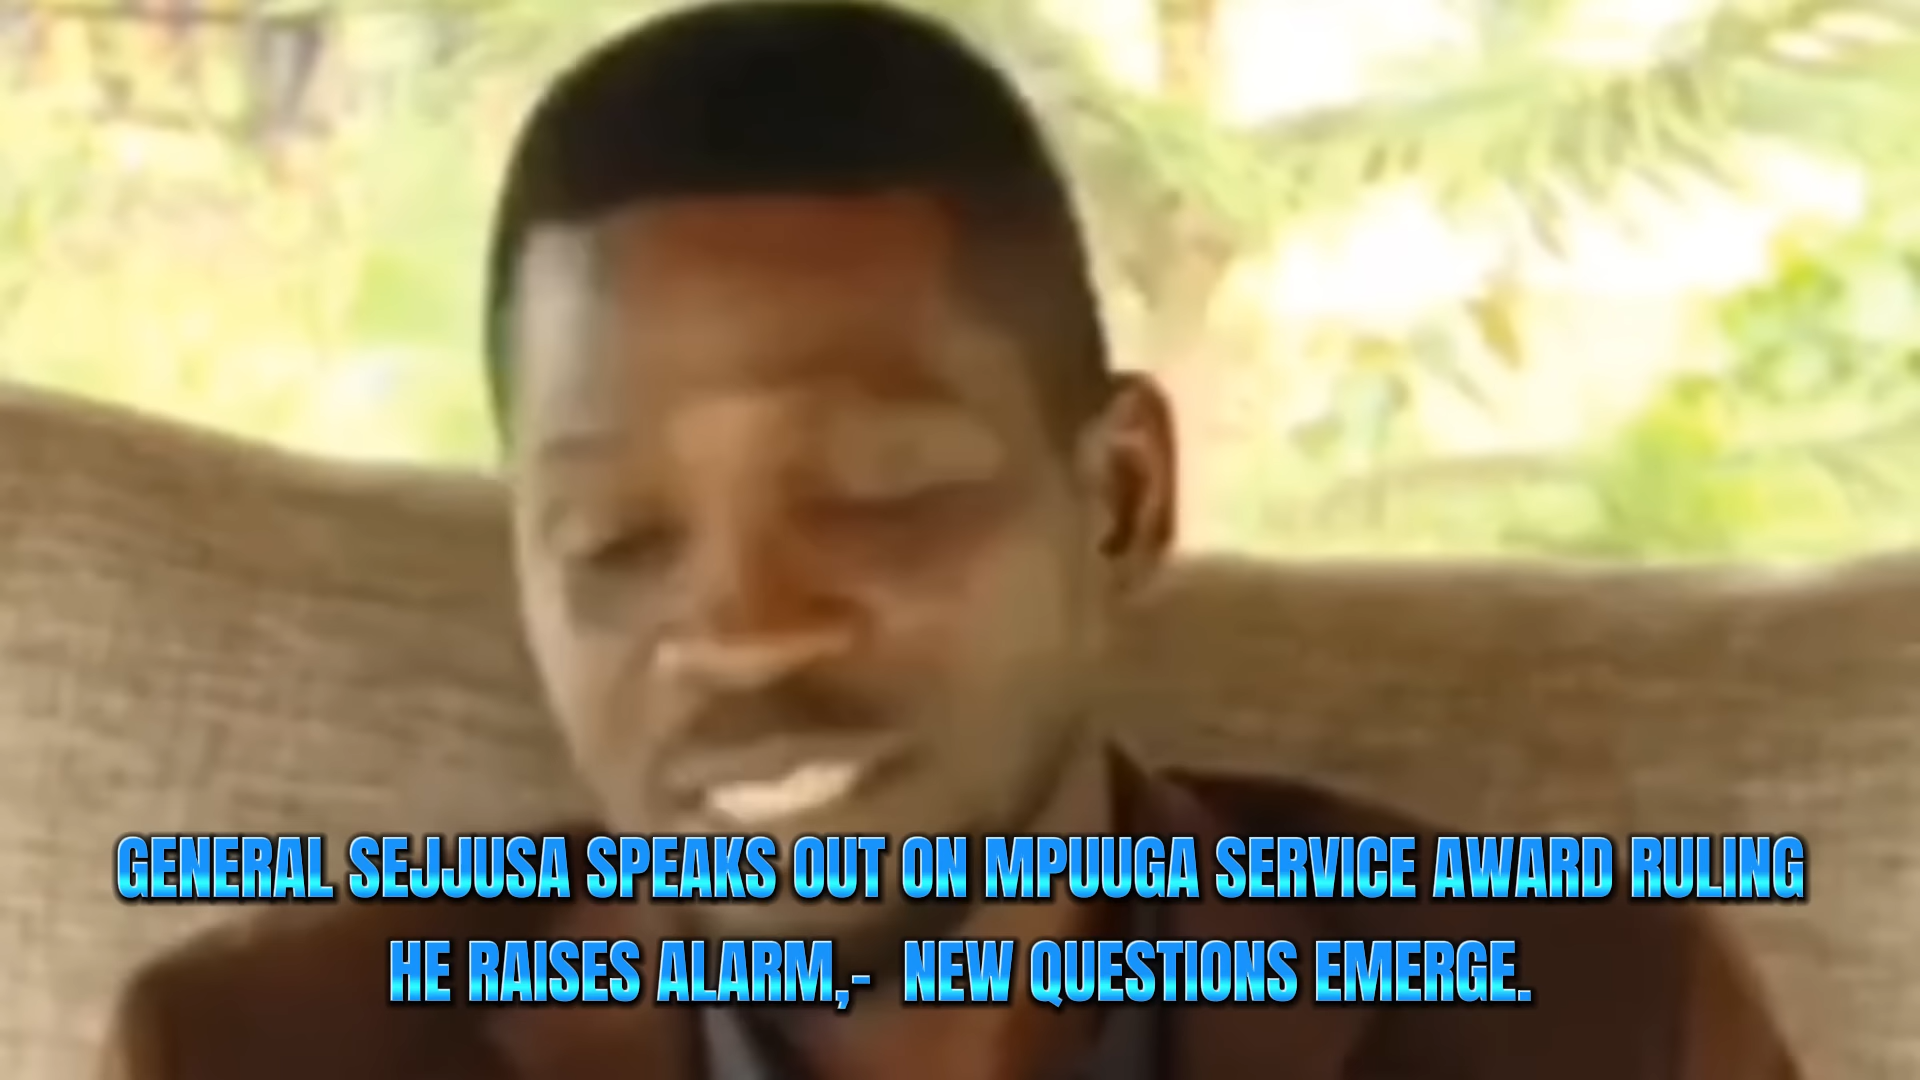 GENERAL SEJJUSA SPEAKS OUT ON MPUUGA SERVICE AWARD RULING
HE RAISES ALARM,- NEW QUESTIONS EMERGE.